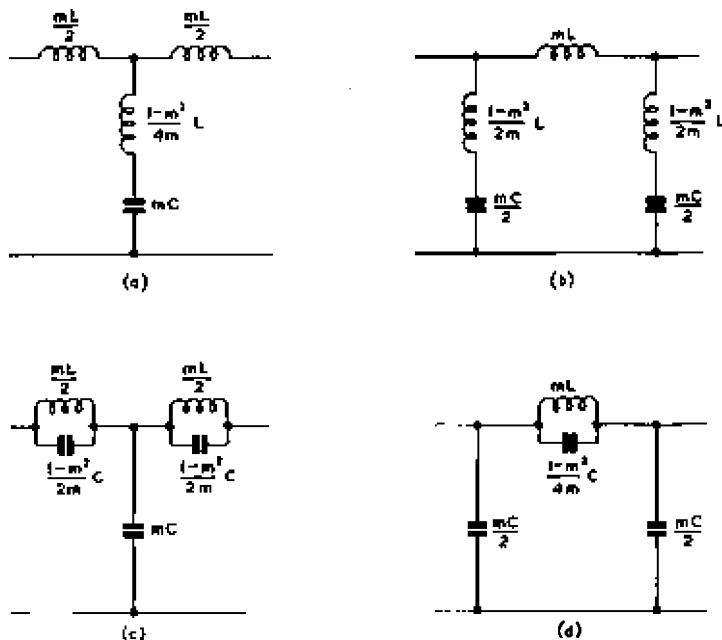 mL/2 mL/2
1-m²/4m L
mC
(a)
mL
1-m²/2m L 1-m²/2m L
mC/2 mC/2
(b)
mL/2 mL/2
1-m²/2m C 1-m²/2m C
mC
(c)
mL
1-m²/4m C
mC/2 mC/2
(d)